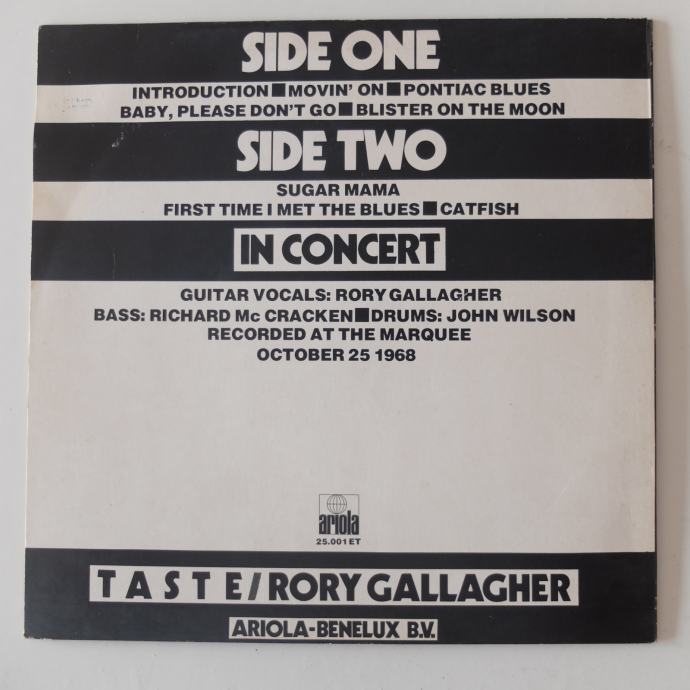 SIDE ONE
INTRODUCTION■MOVIN' ON■PONTIAC BLUES
BABY, PLEASE DON'T GO■BLISTER ON THE MOON
SIDE TWO
SUGAR MAMA
FIRST TIME I MET THE BLUES■CATFISH
IN CONCERT
GUITAR VOCALS: RORY GALLAGHER
BASS: RICHARD Mc CRACKEN■DRUMS: JOHN WILSON
RECORDED AT THE MARQUEE
OCTOBER 25 1968
ariola
25.001 ET
TASTE/RORY GALLAGHER
ARIOLA-BENELUX B.V.